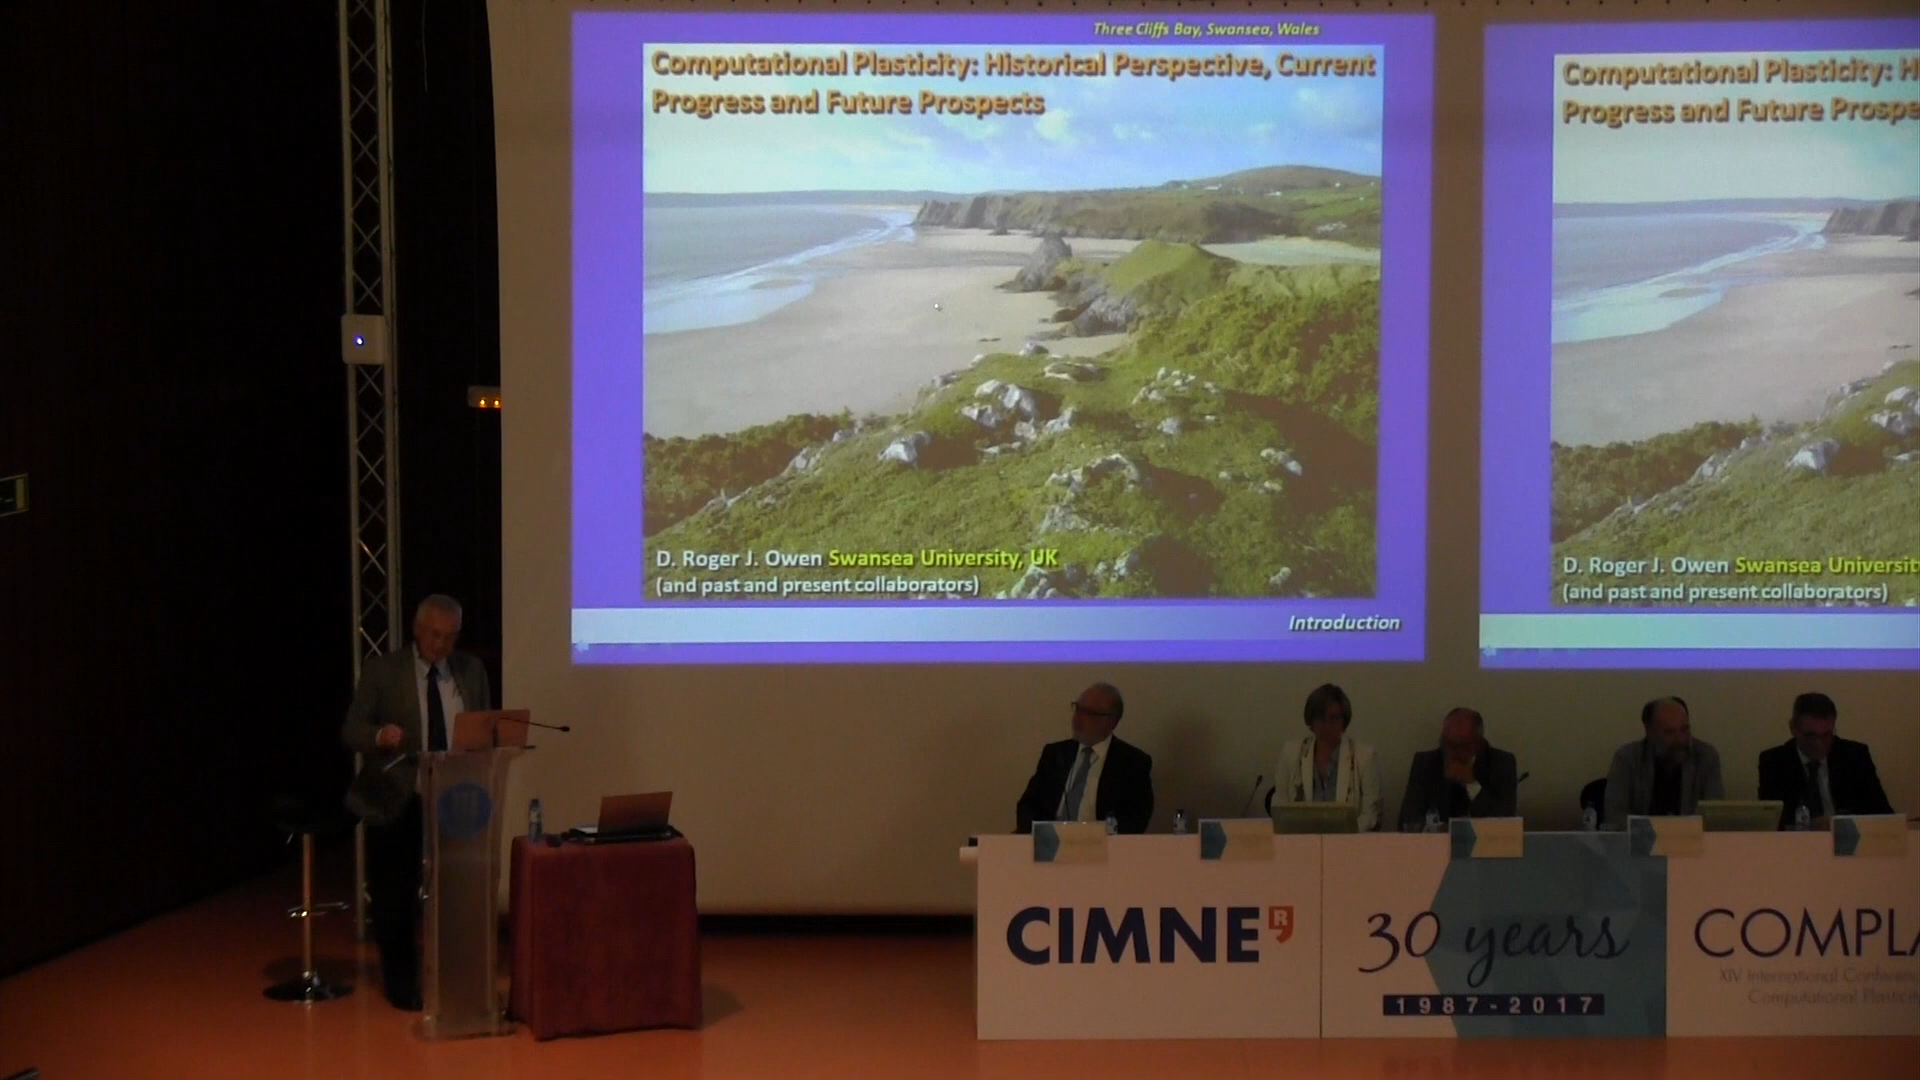 Three Cliffs Bay, Swansea, Wales
Computational Plasticity: Historical Perspective, Current
Progress and Future Prospects
D. Roger J. Owen Swansea University, UK
(and past and present collaborators)
Introduction
Computational Plasticity: H
Progress and Future Prospe
D. Roger J. Owen Swansea Universit
(and past and present collaborators)
CIMNE R
30 years
1987-2017
COMPLA
XIV International Conferen
Computational Plastici